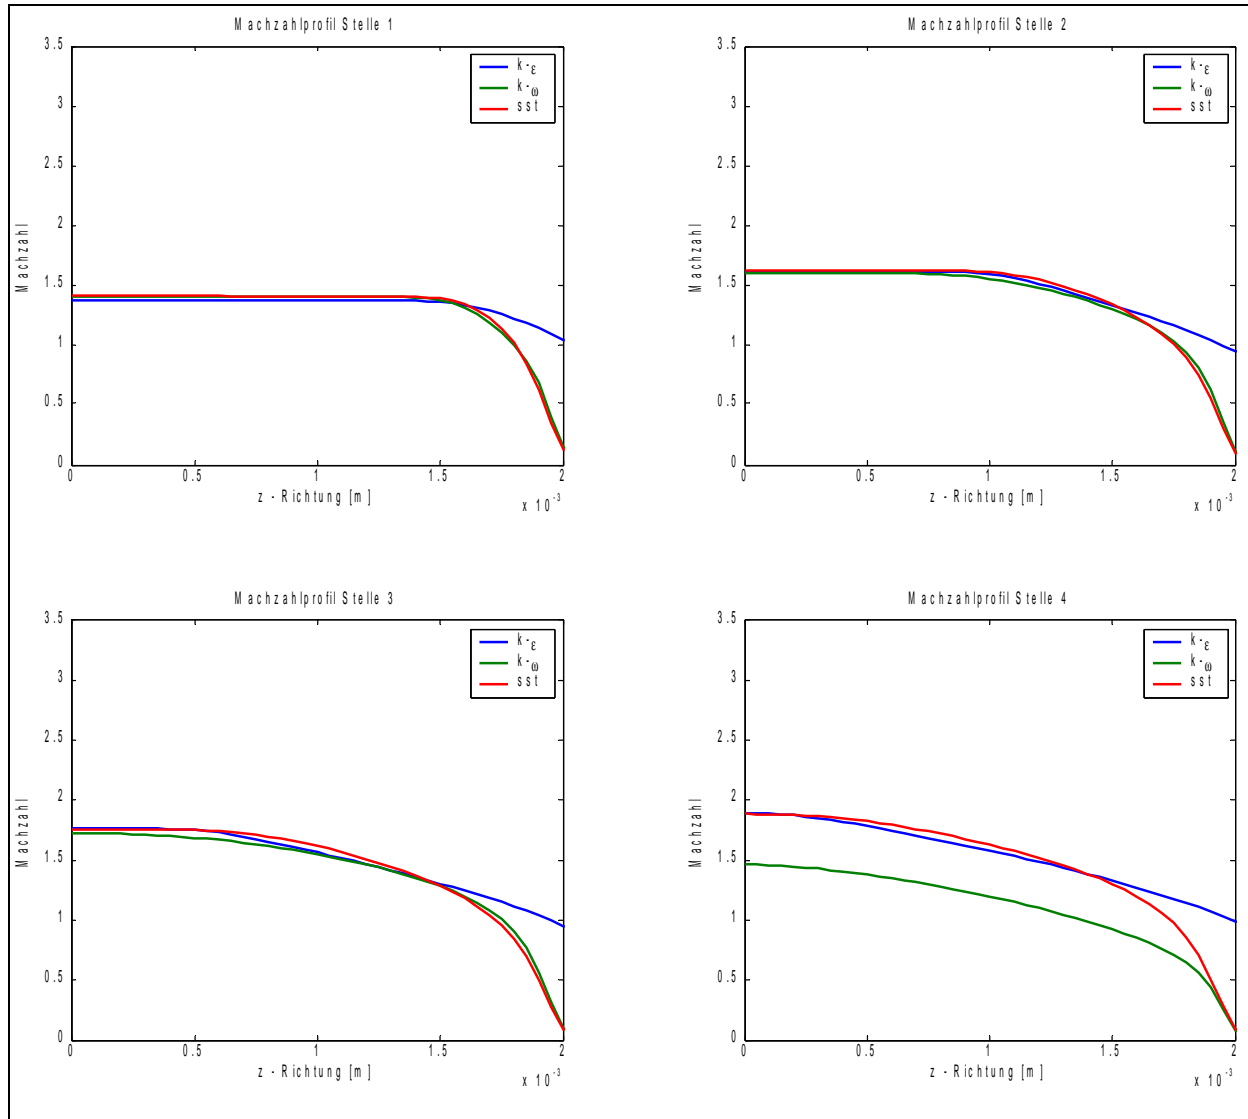 Machzahlprofil Stelle 1
3.5
3
2.5
2
1.5
1
0.5
0
Machzahl
k-ε
k-ω
sst
0 0.5 1 1.5 2
z - Richtung [m]
x 10^-3
Machzahlprofil Stelle 2
3.5
3
2.5
2
1.5
1
0.5
0
Machzahl
k-ε
k-ω
sst
0 0.5 1 1.5 2
z - Richtung [m]
x 10^-3
Machzahlprofil Stelle 3
3.5
3
2.5
2
1.5
1
0.5
0
Machzahl
k-ε
k-ω
sst
0 0.5 1 1.5 2
z - Richtung [m]
x 10^-3
Machzahlprofil Stelle 4
3.5
3
2.5
2
1.5
1
0.5
0
Machzahl
k-ε
k-ω
sst
0 0.5 1 1.5 2
z - Richtung [m]
x 10^-3